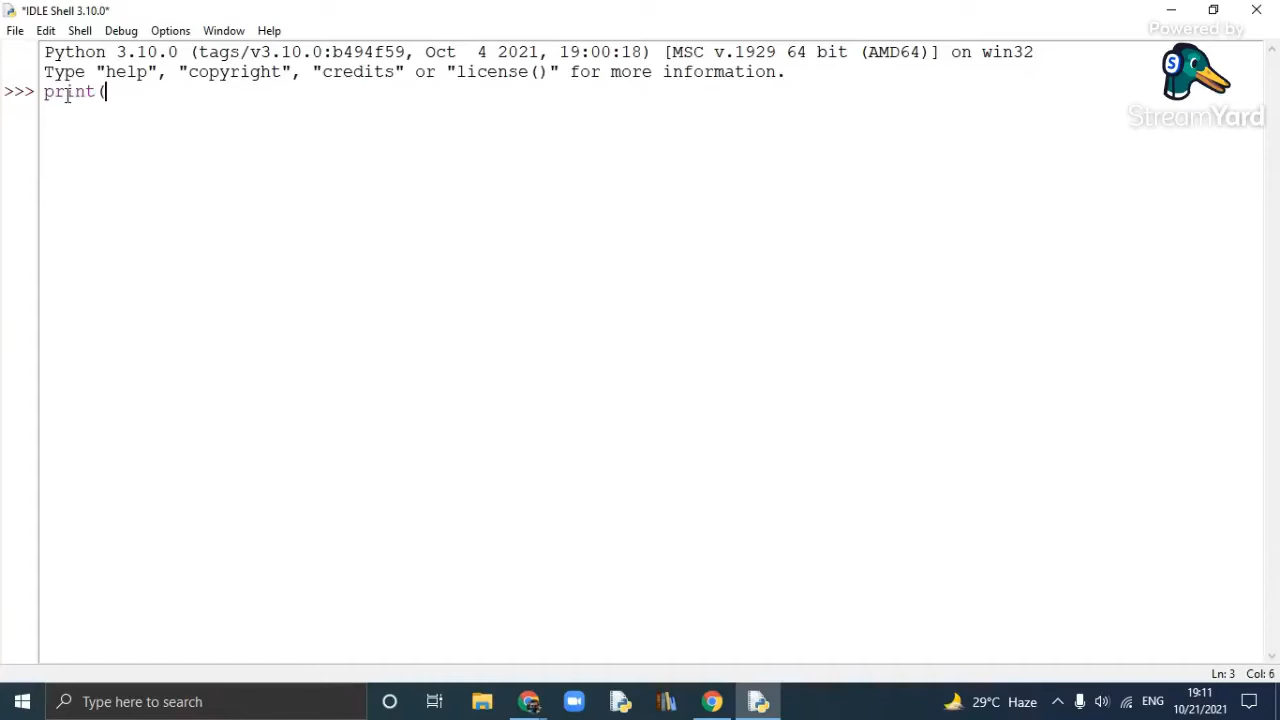 *IDLE Shell 3.10.0*
File Edit Shell Debug Options Window Help
Python 3.10.0 (tags/v3.10.0:b494f59, Oct  4 2021, 19:00:18) [MSC v.1929 64 bit (AMD64)] on win32
Type "help", "copyright", "credits" or "license()" for more information.
>>> print(
Powered by
S
StreamYard
Ln: 3 Col: 6
Type here to search
29°C Haze
ENG
19:11
10/21/2021